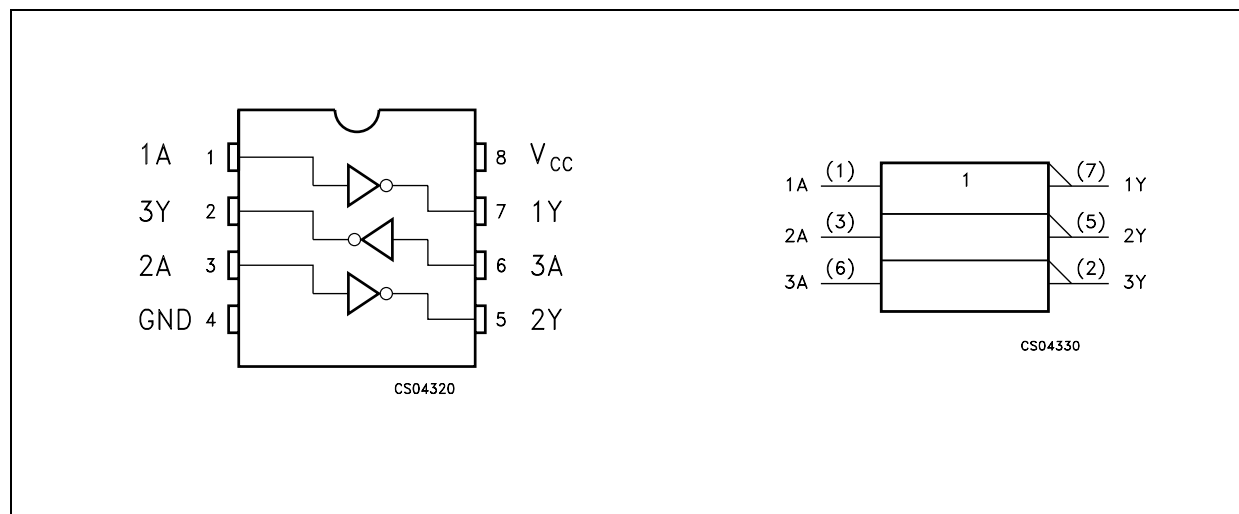 1A 1 8 VCC
3Y 2 7 1Y
2A 3 6 3A
GND 4 5 2Y
CS04320
1A (1) 1 (7) 1Y
2A (3) (5) 2Y
3A (6) (2) 3Y
CS04330